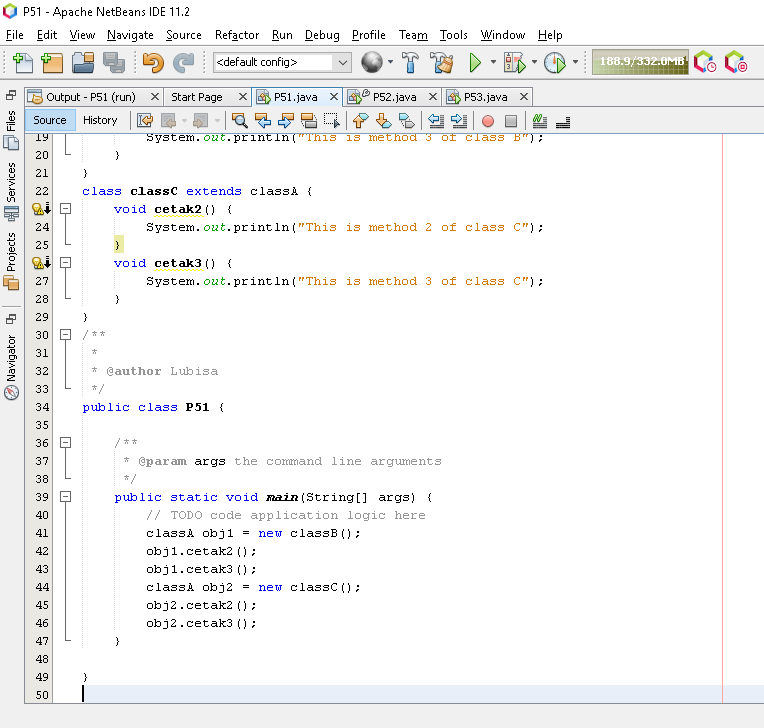 P51 - Apache NetBeans IDE 11.2
File Edit View Navigate Source Refactor Run Debug Profile Team Tools Window Help
<default config> 188.9/332.0MB
Output - P51 (run) Start Page P51.java P52.java P53.java
Source History
Files
Services
Projects
Navigator
19 System.out.println("This is method 3 of class B");
20 }
21 }
22 class classC extends classA {
void cetak2() {
24 System.out.println("This is method 2 of class C");
25 }
void cetak3() {
27 System.out.println("This is method 3 of class C");
28 }
29 }
30 /**
31 *
32 * @author Lubisa
33 */
34 public class P51 {
35
36 /**
37 * @param args the command line arguments
38 */
39 public static void main(String[] args) {
40 // TODO code application logic here
41 classA obj1 = new classB();
42 obj1.cetak2();
43 obj1.cetak3();
44 classA obj2 = new classC();
45 obj2.cetak2();
46 obj2.cetak3();
47 }
48
49 }
50